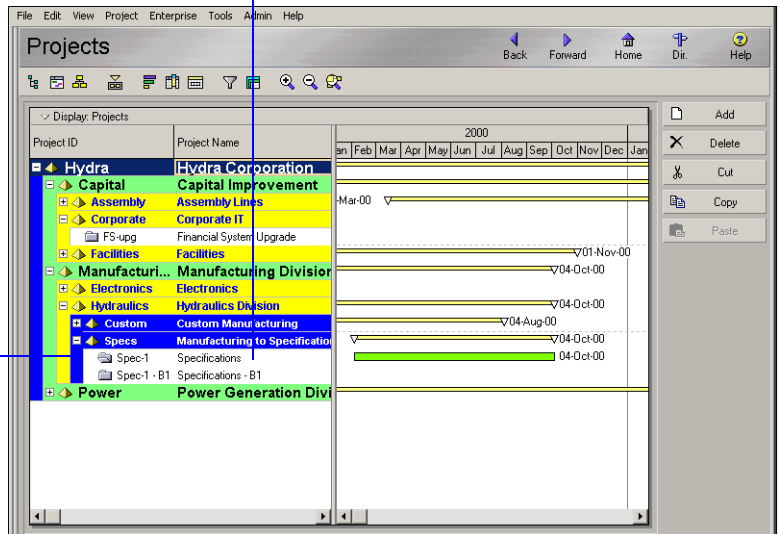 File Edit View Project Enterprise Tools Admin Help
Projects
Back Forward Home Dir. Help
Display: Projects
Project ID Project Name
2000
an Feb Mar Apr May Jun Jul Aug Sep Oct Nov Dec Jan
Hydra Hydra Corporation
Capital Capital Improvement
Assembly Assembly Lines -Mar-00
Corporate Corporate IT
FS-upg Financial System Upgrade
Facilities Facilities 01-Nov-00
Manufacturi... Manufacturing Division 04-Oct-00
Electronics Electronics
Hydraulics Hydraulics Division 04-Oct-00
Custom Custom Manufacturing 04-Aug-00
Specs Manufacturing to Specification 04-Oct-00
Spec-1 Specifications 04-Oct-00
Spec-1 - B1 Specifications - B1
Power Power Generation Divi
Add
Delete
Cut
Copy
Paste